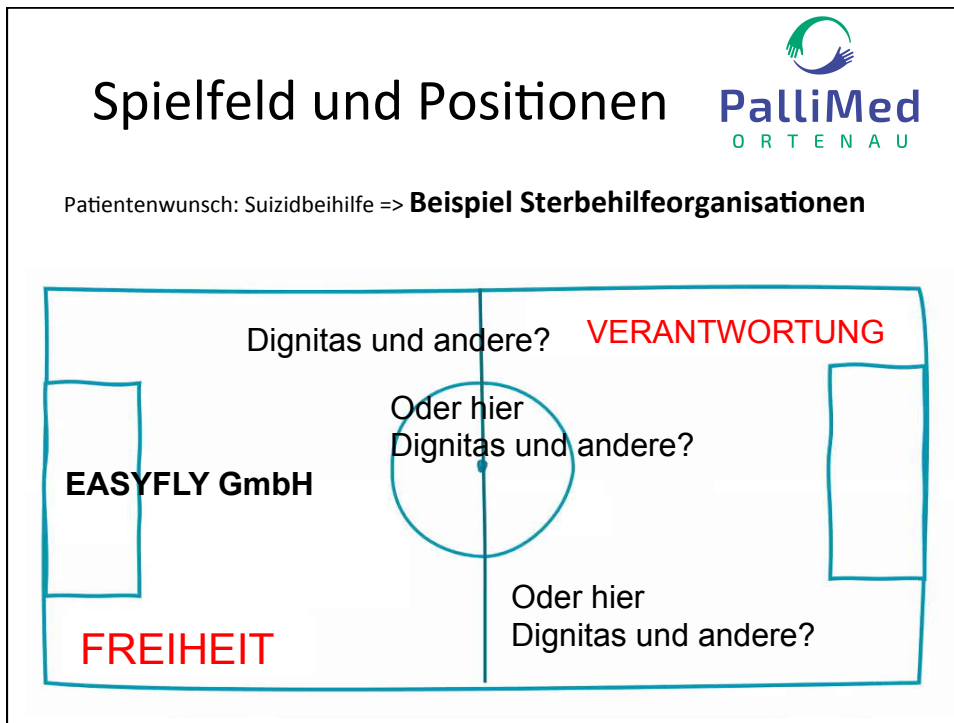 Spielfeld und Positionen
PalliMed
ORTENAU
Patientenwunsch: Suizidbeihilfe => Beispiel Sterbehilfeorganisationen
Dignitas und andere?
VERANTWORTUNG
Oder hier
Dignitas und andere?
EASYFLY GmbH
Oder hier
Dignitas und andere?
FREIHEIT